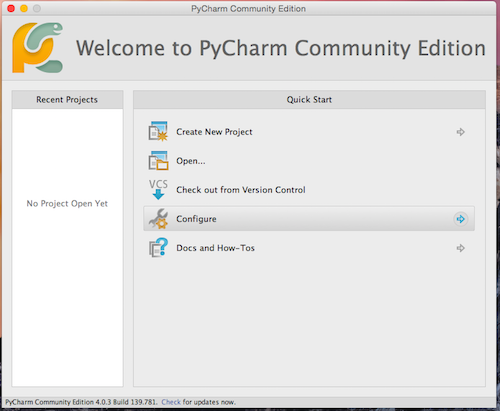 PyCharm Community Edition
Welcome to PyCharm Community Edition
Recent Projects
No Project Open Yet
Quick Start
Create New Project
Open...
VCS
Check out from Version Control
Configure
Docs and How-Tos
PyCharm Community Edition 4.0.3 Build 139.781. Check for updates now.